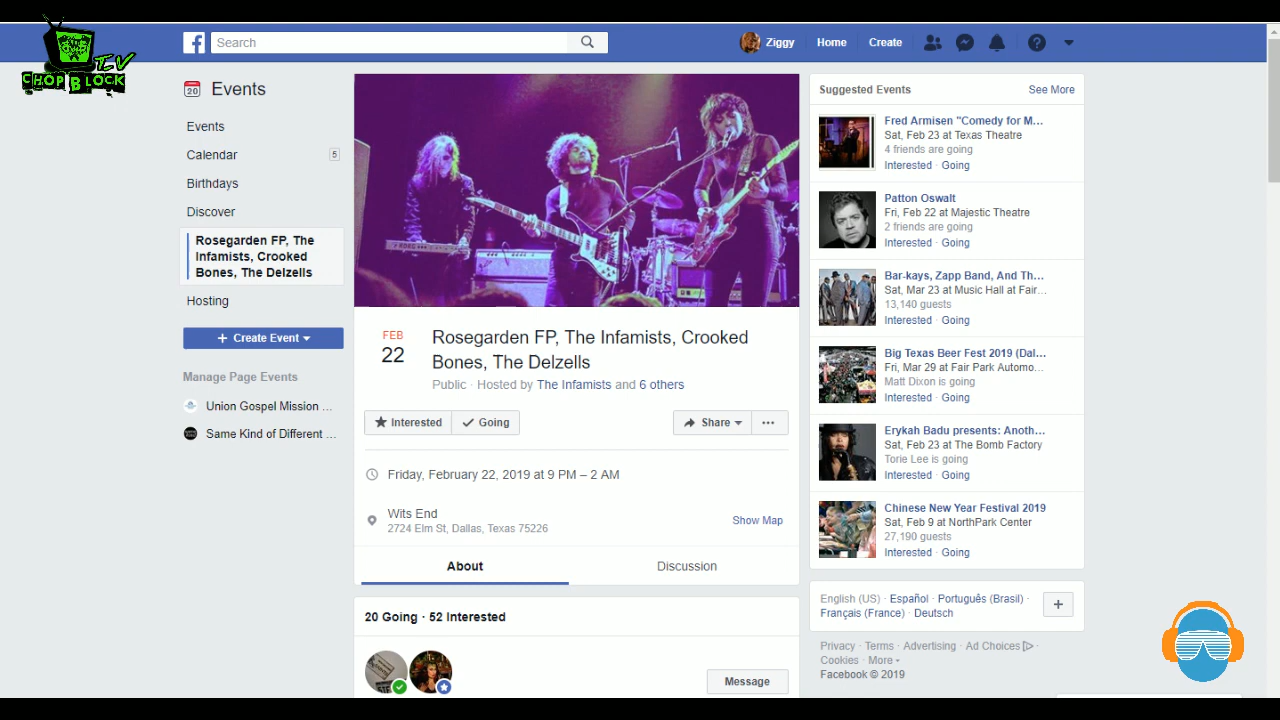 TV
CHOP BLOCK
Search
Ziggy
Home
Create
20
Events
Events
Calendar
5
Birthdays
Discover
Rosegarden FP, The
Infamists, Crooked
Bones, The Delzells
Hosting
+ Create Event
Manage Page Events
Union Gospel Mission ...
Same Kind of Different ...
FEB
22
Rosegarden FP, The Infamists, Crooked
Bones, The Delzells
Public · Hosted by The Infamists and 6 others
Interested
Going
Share
...
Friday, February 22, 2019 at 9 PM – 2 AM
Wits End
2724 Elm St, Dallas, Texas 75226
Show Map
About
Discussion
20 Going · 52 Interested
Message
Suggested Events
See More
Fred Armisen "Comedy for M...
Sat, Feb 23 at Texas Theatre
4 friends are going
Interested · Going
Patton Oswalt
Fri, Feb 22 at Majestic Theatre
2 friends are going
Interested · Going
Bar-kays, Zapp Band, And Th...
Sat, Mar 23 at Music Hall at Fair...
13,140 guests
Interested · Going
Big Texas Beer Fest 2019 (Dal...
Fri, Mar 29 at Fair Park Automo...
Matt Dixon is going
Interested · Going
Erykah Badu presents: Anoth...
Sat, Feb 23 at The Bomb Factory
Torie Lee is going
Interested · Going
Chinese New Year Festival 2019
Sat, Feb 9 at NorthPark Center
27,190 guests
Interested · Going
English (US) · Español · Português (Brasil) ·
Français (France) · Deutsch
+
Privacy · Terms · Advertising · Ad Choices ·
Cookies · More
Facebook © 2019